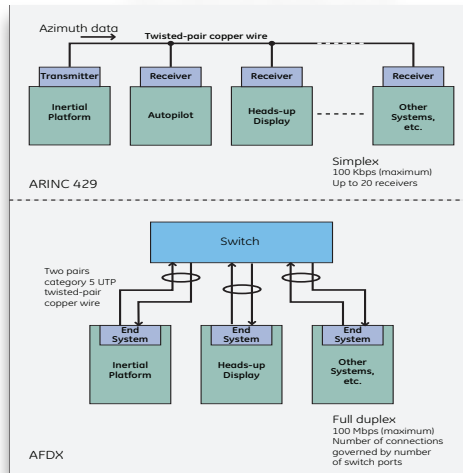 Azimuth data
Twisted-pair copper wire
Transmitter
Receiver
Receiver
Receiver
Inertial
Platform
Autopilot
Heads-up
Display
Other
Systems,
etc.
Simplex
100 Kbps (maximum)
Up to 20 receivers
ARINC 429
Switch
Two pairs
category 5 UTP
twisted-pair
copper wire
End
System
End
System
End
System
Inertial
Platform
Heads-up
Display
Other
Systems,
etc.
Full duplex
100 Mbps (maximum)
Number of connections
governed by number
of switch ports
AFDX